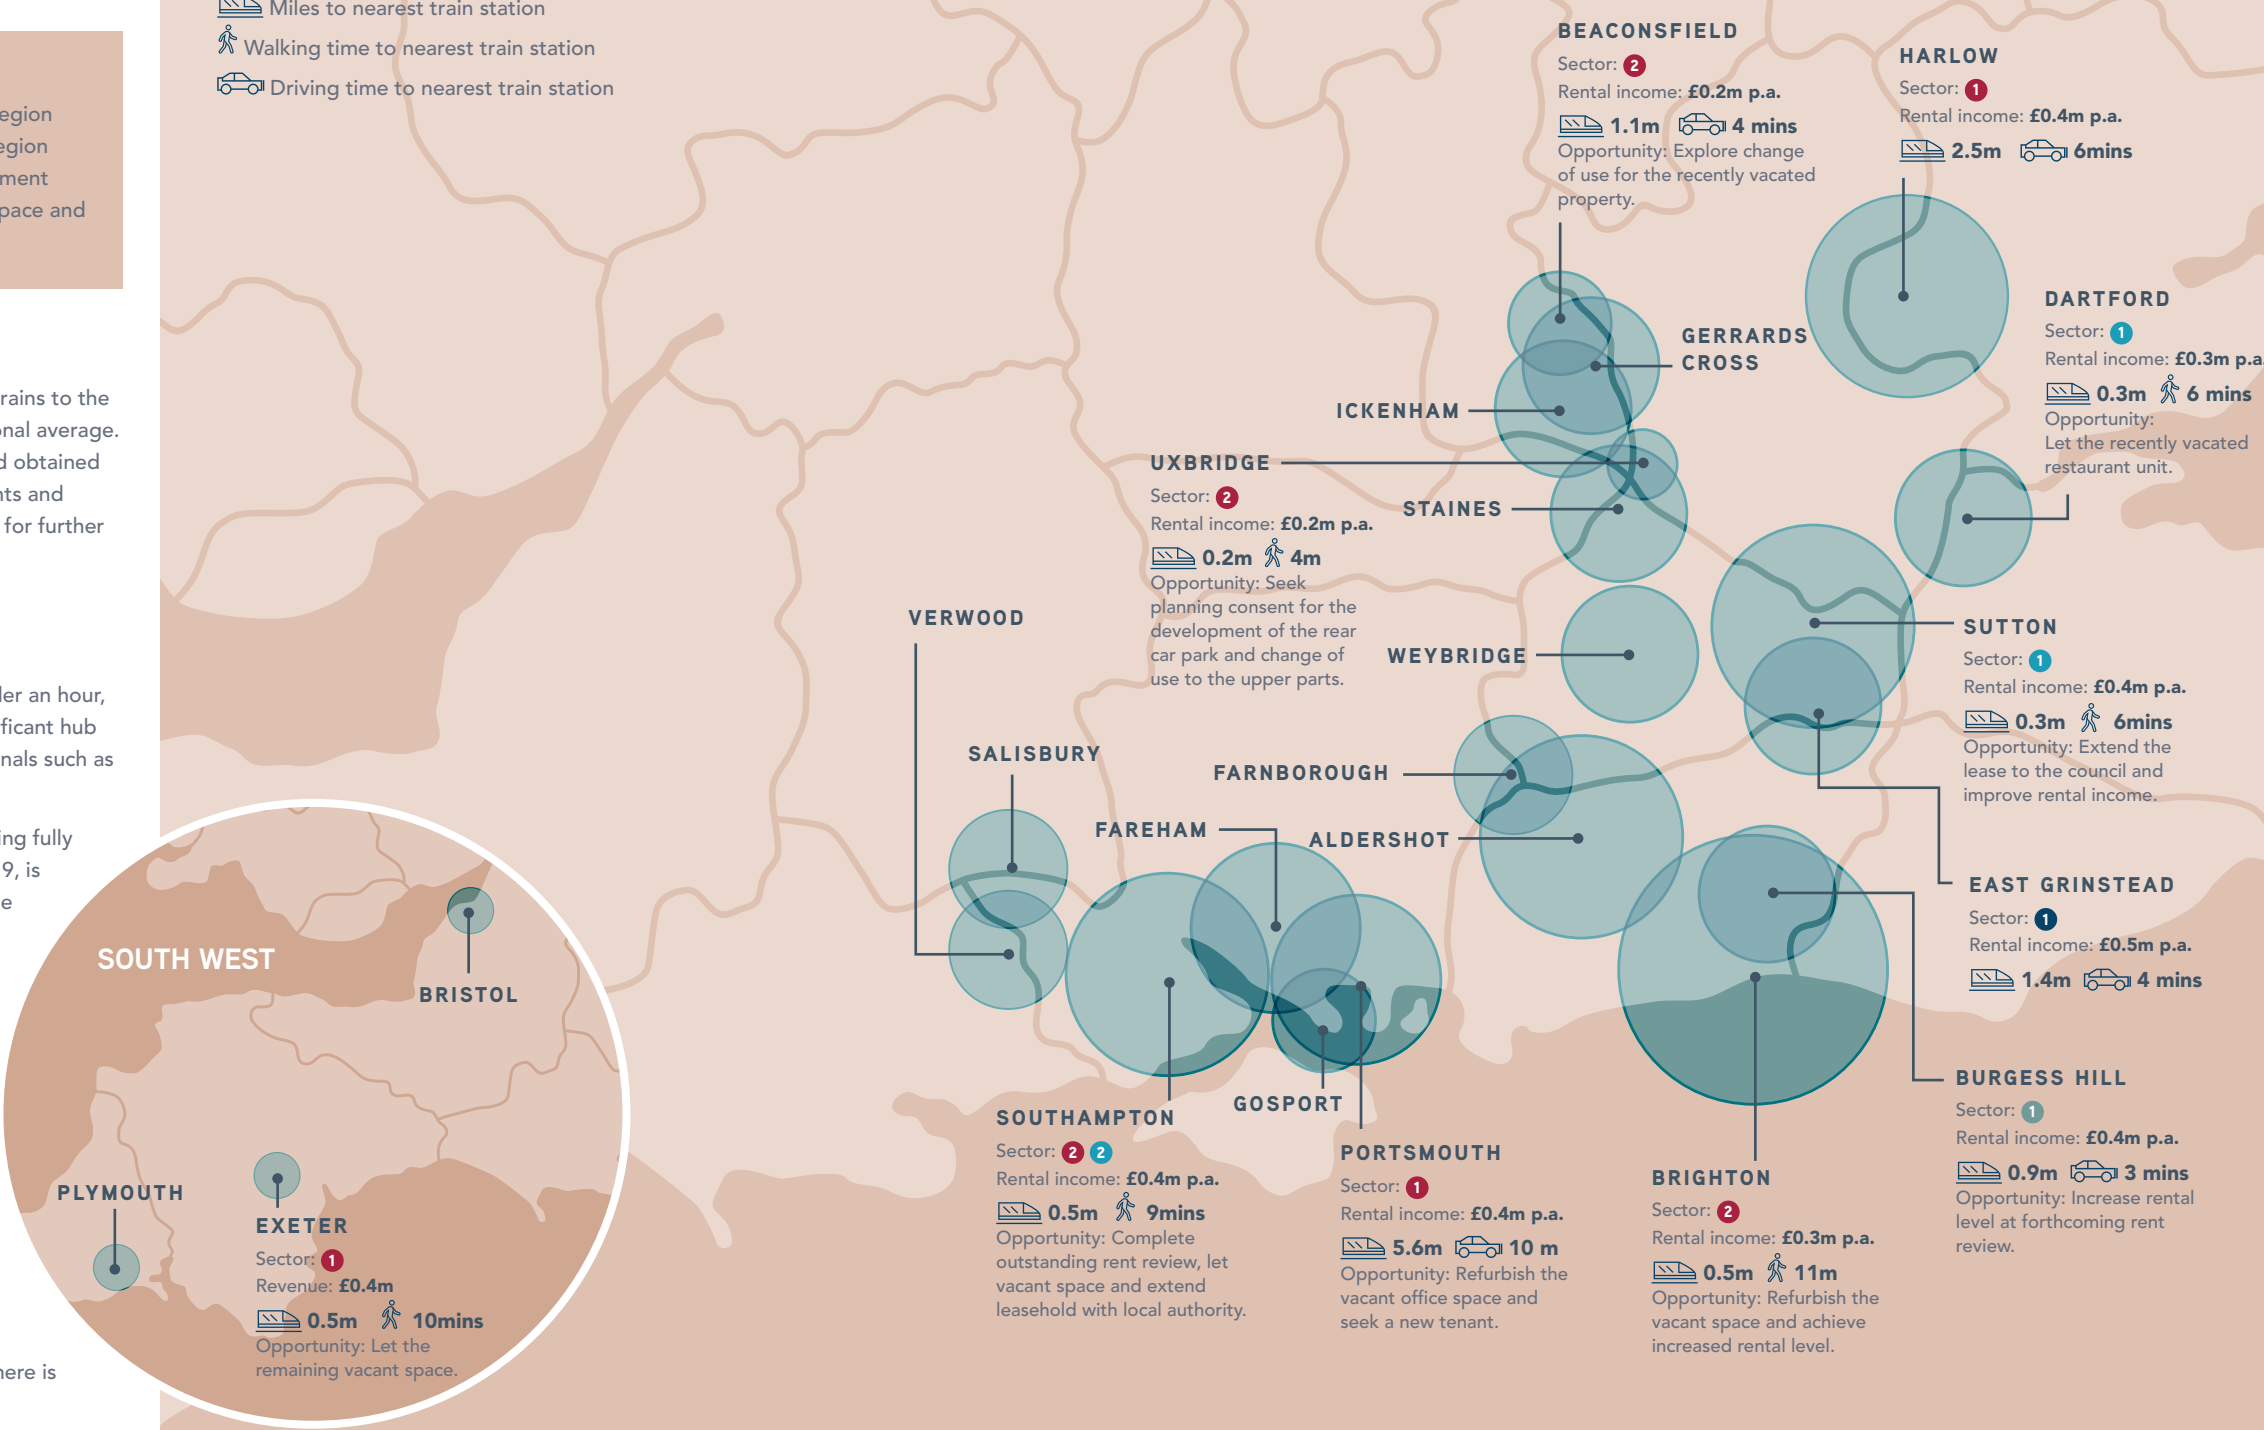 Miles to nearest train station
Walking time to nearest train station
Driving time to nearest train station
egion
egion
ment
pace and
rains to the
onal average.
d obtained
nts and
for further
ler an hour,
ficant hub
nals such as
ing fully
9, is
e
here is
BEACONSFIELD
Sector: 2
Rental income: £0.2m p.a.
1.1m 4 mins
Opportunity: Explore change
of use for the recently vacated
property.
HARLOW
Sector: 1
Rental income: £0.4m p.a.
2.5m 6mins
DARTFORD
Sector: 1
Rental income: £0.3m p.a
0.3m 6 mins
Opportunity:
Let the recently vacated
restaurant unit.
GERRARDS
CROSS
ICKENHAM
UXBRIDGE
Sector: 2
Rental income: £0.2m p.a.
0.2m 4m
Opportunity: Seek
planning consent for the
development of the rear
car park and change of
use to the upper parts.
STAINES
VERWOOD
WEYBRIDGE
SUTTON
Sector: 1
Rental income: £0.4m p.a.
0.3m 6mins
Opportunity: Extend the
lease to the council and
improve rental income.
SALISBURY
FARNBOROUGH
FAREHAM
ALDERSHOT
EAST GRINSTEAD
Sector: 1
Rental income: £0.5m p.a.
1.4m 4 mins
SOUTH WEST
BRISTOL
PLYMOUTH
EXETER
Sector: 1
Revenue: £0.4m
0.5m 10mins
Opportunity: Let the
remaining vacant space.
SOUTHAMPTON
Sector: 2 2
Rental income: £0.4m p.a.
0.5m 9mins
Opportunity: Complete
outstanding rent review, let
vacant space and extend
leasehold with local authority.
GOSPORT
PORTSMOUTH
Sector: 1
Rental income: £0.4m p.a.
5.6m 10 m
Opportunity: Refurbish the
vacant office space and
seek a new tenant.
BRIGHTON
Sector: 2
Rental income: £0.3m p.a.
0.5m 11m
Opportunity: Refurbish the
vacant space and achieve
increased rental level.
BURGESS HILL
Sector: 1
Rental income: £0.4m p.a.
0.9m 3 mins
Opportunity: Increase rental
level at forthcoming rent
review.